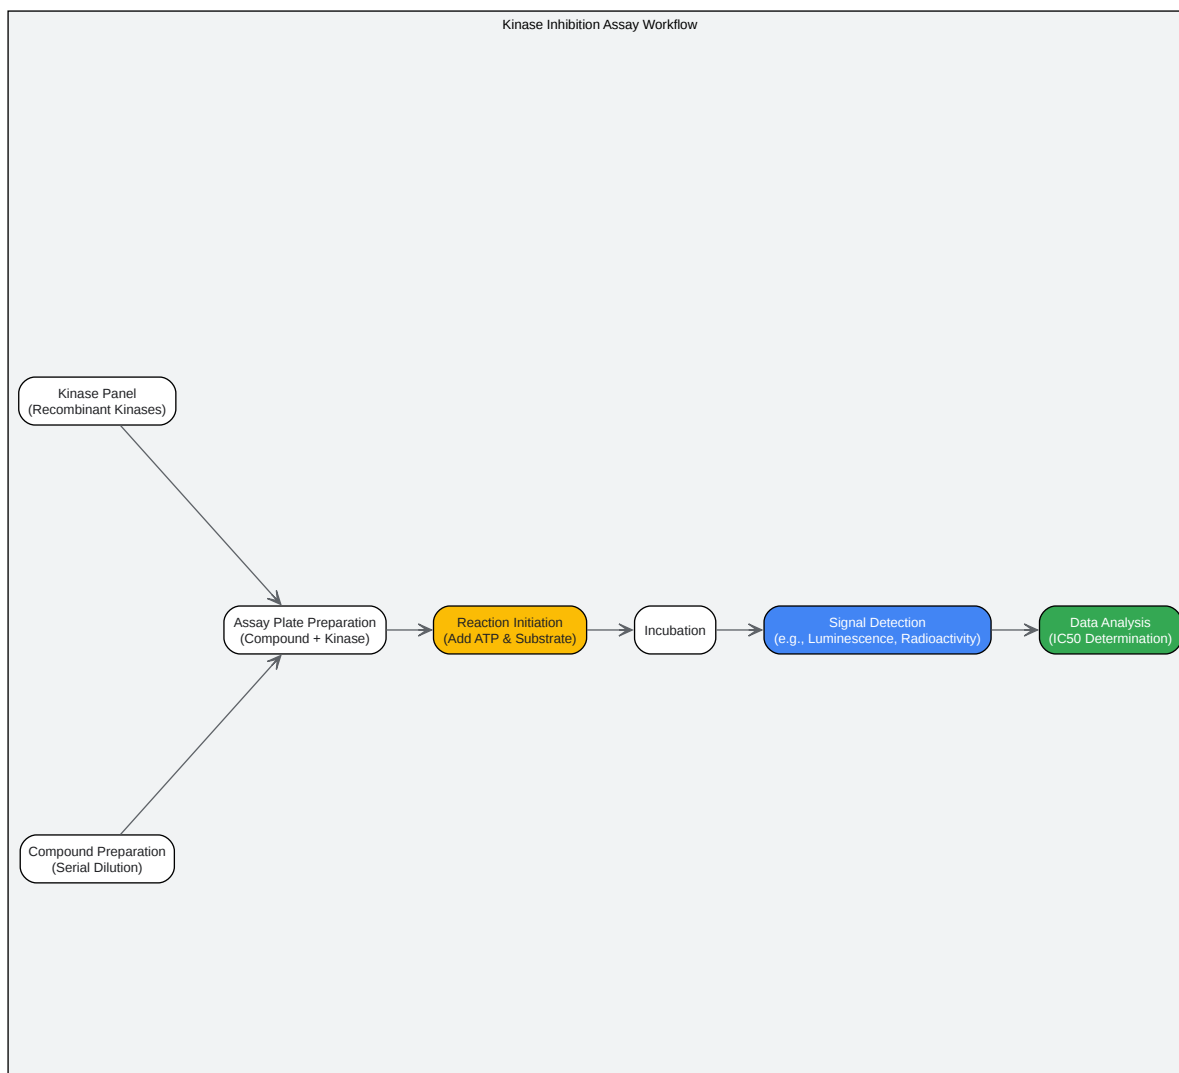 Kinase Inhibition Assay Workflow
Kinase Panel
(Recombinant Kinases)
Assay Plate Preparation
(Compound + Kinase)
Reaction Initiation
(Add ATP & Substrate)
Incubation
Signal Detection
(e.g., Luminescence, Radioactivity)
Data Analysis
(IC50 Determination)
Compound Preparation
(Serial Dilution)